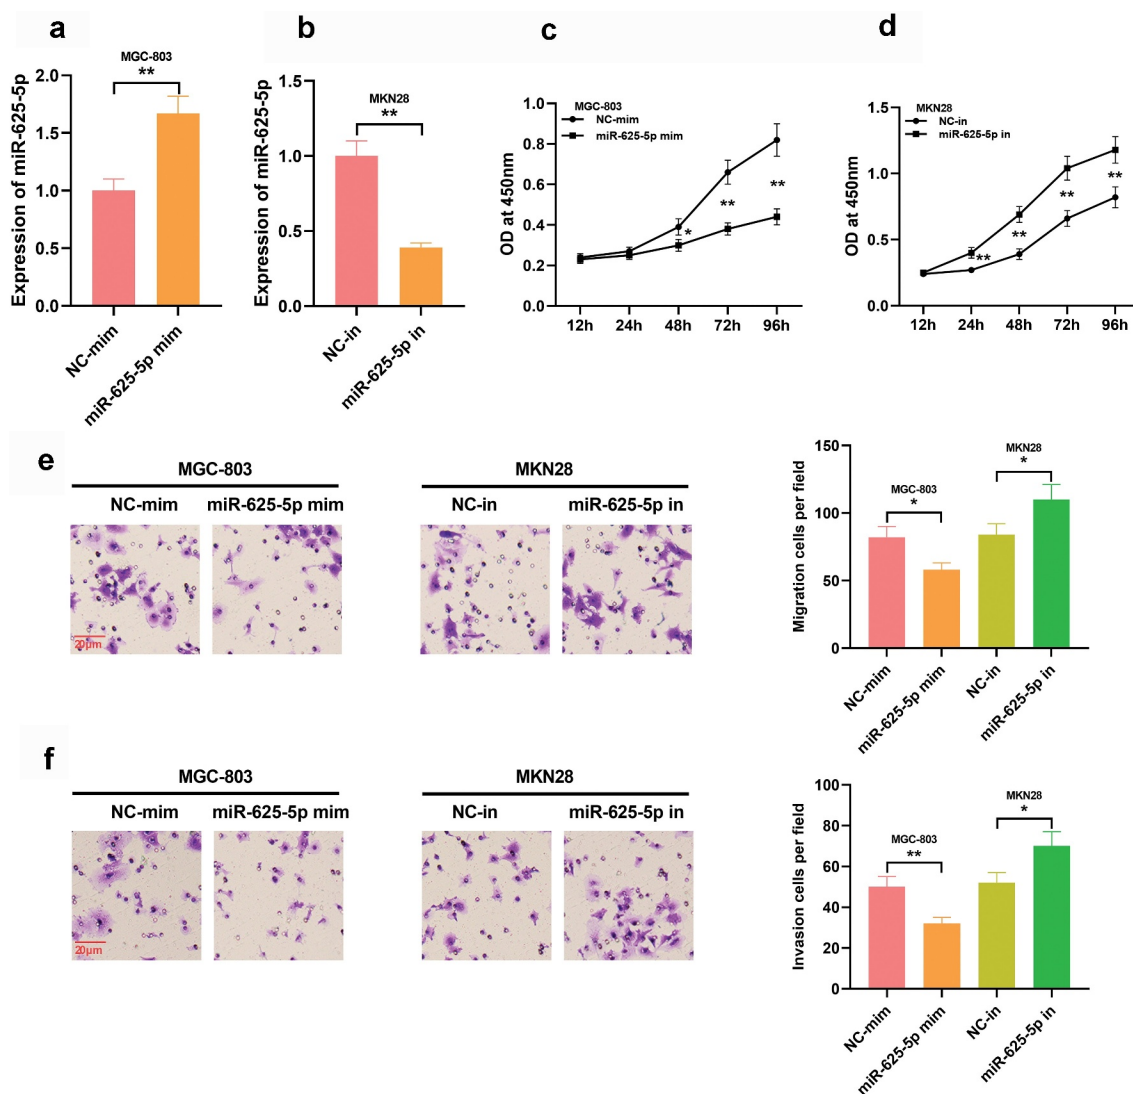 a
MGC-803
**
Expression of miR-625-5p
2.0
1.5
1.0
0.5
0.0
NC-mim
miR-625-5p mim
b
MKN28
**
Expression of miR-625-5p
1.5
1.0
0.5
0.0
NC-in
miR-625-5p in
c
MGC-803
NC-mim
miR-625-5p mim
OD at 450nm
1.0
0.8
0.6
0.4
0.2
0.0
*
**
**
12h 24h 48h 72h 96h
d
MKN28
NC-in
miR-625-5p in
OD at 450nm
1.5
1.0
0.5
0.0
**
**
**
**
12h 24h 48h 72h 96h
e
MGC-803
NC-mim miR-625-5p mim
20μm
MKN28
NC-in miR-625-5p in
Migration cells per field
150
100
50
0
MGC-803
*
MKN28
*
NC-mim
miR-625-5p mim
NC-in
miR-625-5p in
f
MGC-803
NC-mim miR-625-5p mim
20μm
MKN28
NC-in miR-625-5p in
Invasion cells per field
100
80
60
40
20
0
MGC-803
**
MKN28
*
NC-mim
miR-625-5p mim
NC-in
miR-625-5p in